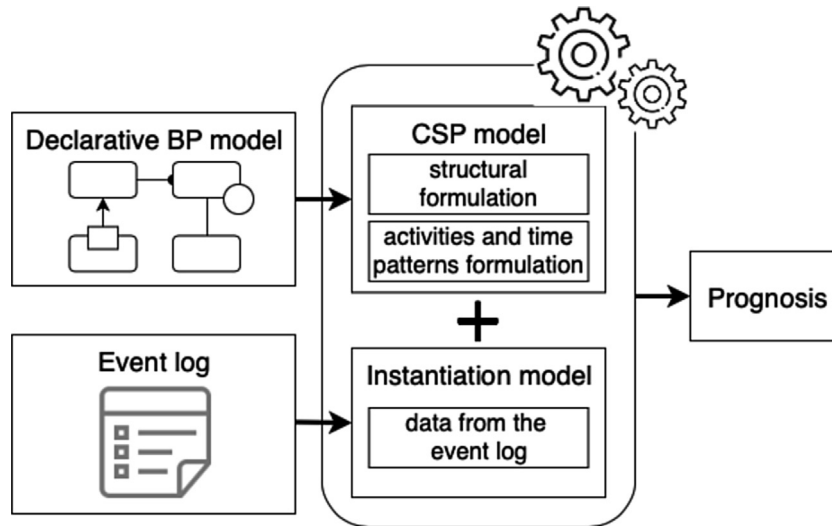 Declarative BP model
CSP model
structural
formulation
activities and time
patterns formulation
Prognosis
Event log
Instantiation model
data from the
event log